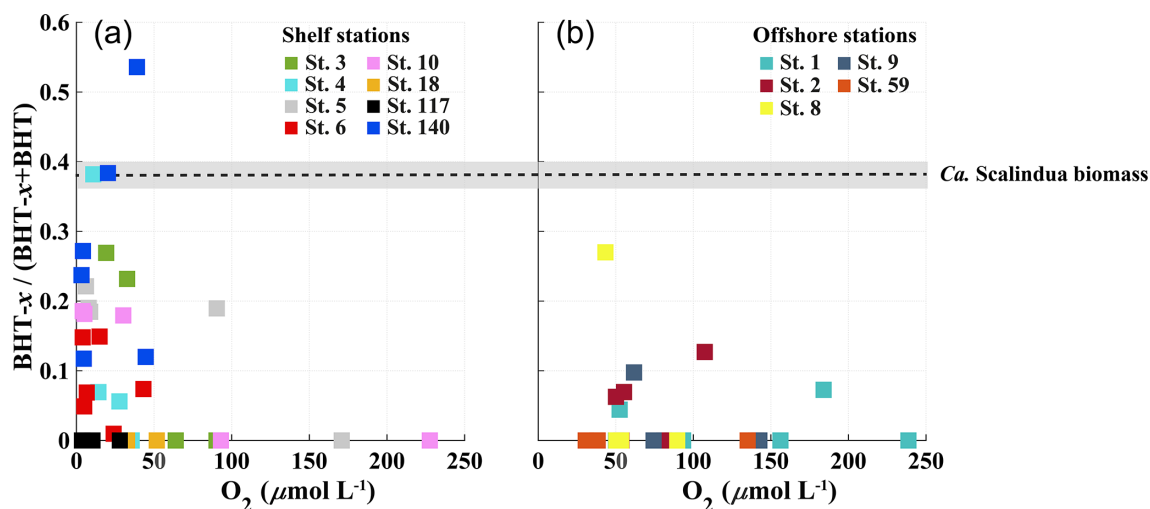 (a)
Shelf stations
St. 3
St. 10
St. 4
St. 18
St. 5
St. 117
St. 6
St. 140
BHT-x / (BHT-x+BHT)
0.6
0.5
0.4
0.3
0.2
0.1
0
0 50 100 150 200 250
O2 (μmol L-1)
(b)
Offshore stations
St. 1
St. 9
St. 2
St. 59
St. 8
Ca. Scalindua biomass
0 50 100 150 200 250
O2 (μmol L-1)